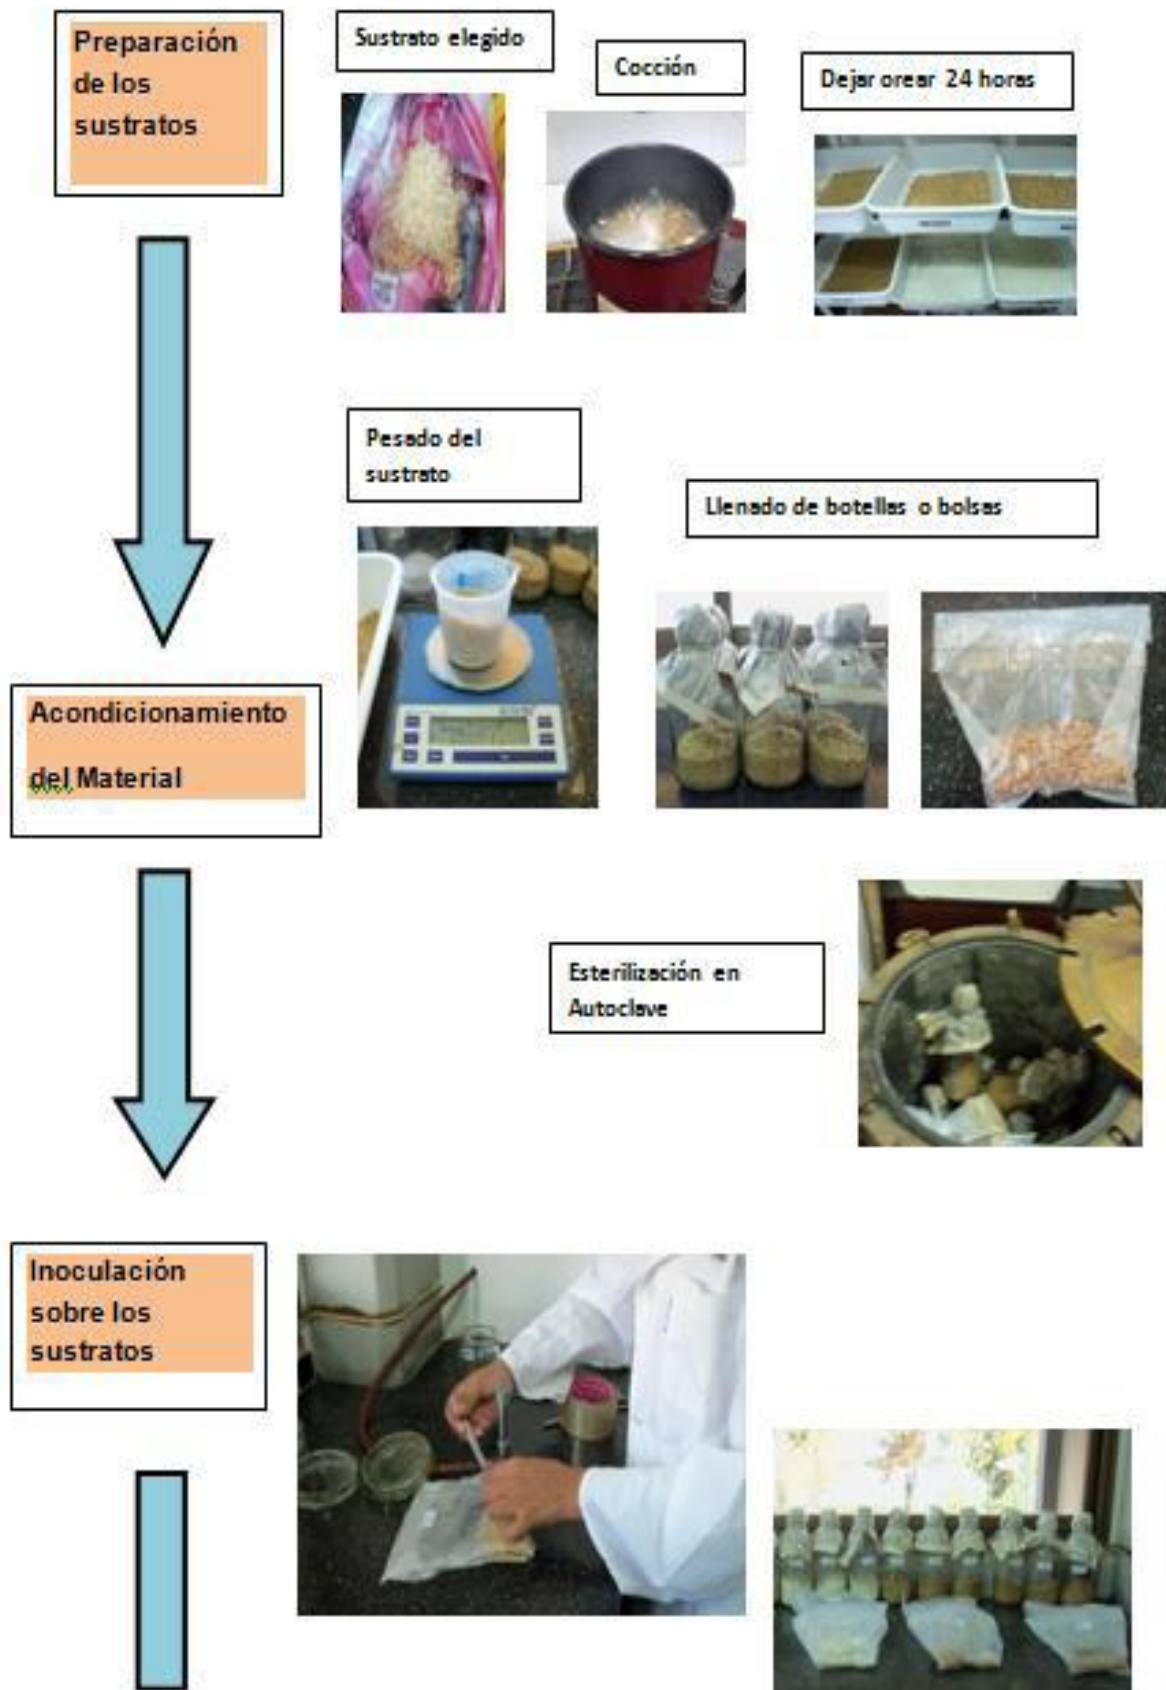 Preparación
de los
sustratos
Sustrato elegido
Cocción
Dejar orear 24 horas
Pesado del
sustrato
Llenado de botellas o bolsas
Acondicionamiento
del Material
Esterilización en
Autoclave
Inoculación
sobre los
sustratos